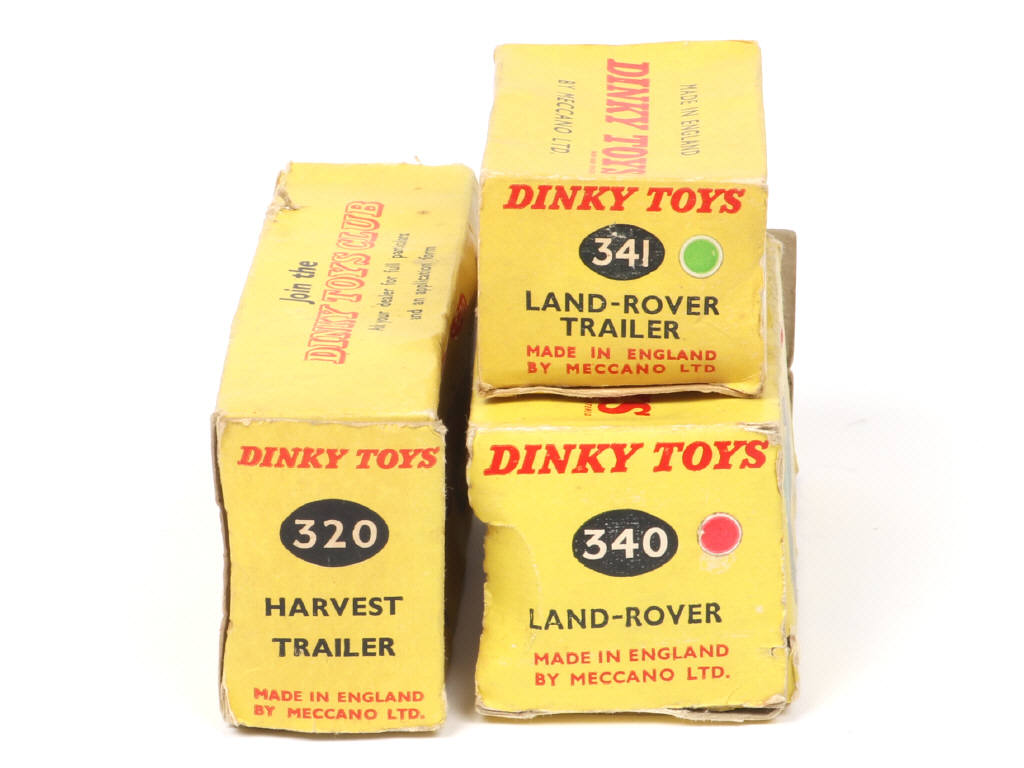 MADE IN ENGLAND
DINKY TOYS
BY MECCANO LTD.
DINKY TOYS
341
LAND-ROVER
TRAILER
MADE IN ENGLAND
BY MECCANO LTD
Join the
DINKY TOYS CLUB
Ask your dealer for full particulars
and an application form
DINKY TOYS
320
HARVEST
TRAILER
MADE IN ENGLAND
BY MECCANO LTD.
S
DINKY TOYS
340
LAND-ROVER
MADE IN ENGLAND
BY MECCANO LTD.